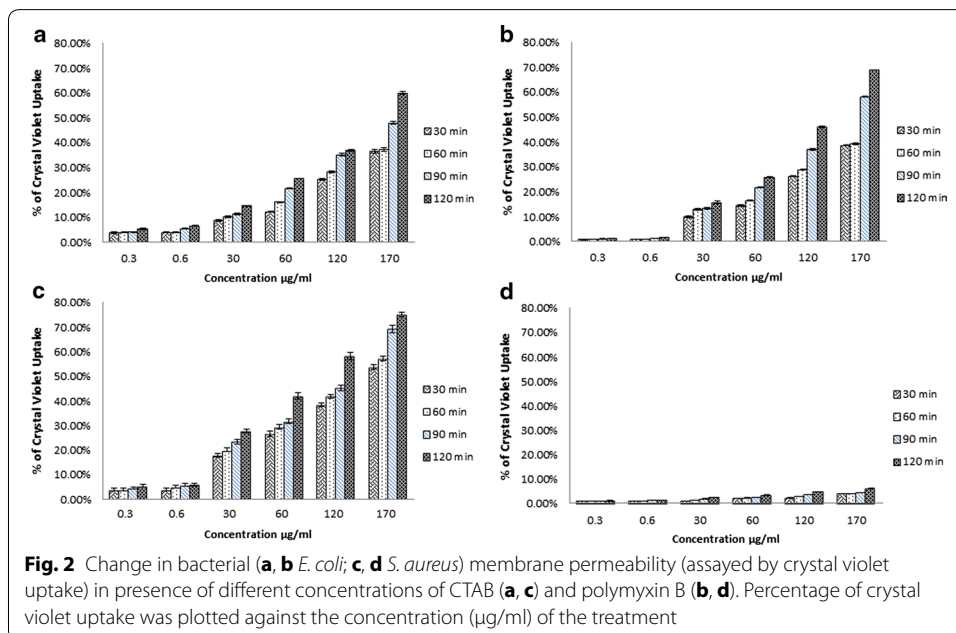 a
80.00%
70.00%
60.00%
50.00%
40.00%
30.00%
20.00%
10.00%
0.00%
% of Crystal Violet Uptake
0.3 0.6 30 60 120 170
Concentration µg/ml
30 min
60 min
90 min
120 min
b
80.00%
70.00%
60.00%
50.00%
40.00%
30.00%
20.00%
10.00%
0.00%
% of Crystal Violet Uptake
0.3 0.6 30 60 120 170
Concentration µg/ml
30 min
60 min
90 min
120 min
c
80.00%
70.00%
60.00%
50.00%
40.00%
30.00%
20.00%
10.00%
0.00%
% of Crystal Violet Uptake
0.3 0.6 30 60 120 170
Concentration µg/ml
30 min
60 min
90 min
120 min
d
80.00%
70.00%
60.00%
50.00%
40.00%
30.00%
20.00%
10.00%
0.00%
% of Crystal Violet Uptake
0.3 0.6 30 60 120 170
Concentration µg/ml
30 min
60 min
90 min
120 min
Fig. 2 Change in bacterial (a, b E. coli; c, d S. aureus) membrane permeability (assayed by crystal violet
uptake) in presence of different concentrations of CTAB (a, c) and polymyxin B (b, d). Percentage of crystal
violet uptake was plotted against the concentration (µg/ml) of the treatment